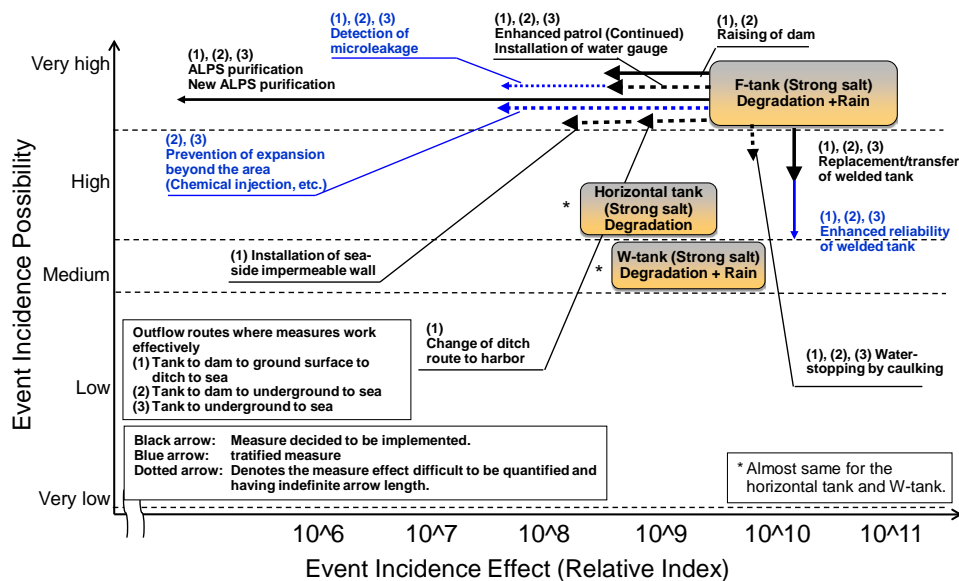 (1), (2), (3)
Detection of
microleakage
(1), (2), (3)
Enhanced patrol (Continued)
Installation of water gauge
(1), (2)
Raising of dam
(1), (2), (3)
ALPS purification
New ALPS purification
Very high
F-tank (Strong salt)
Degradation +Rain
(2), (3)
Prevention of expansion
beyond the area
(Chemical injection, etc.)
(1), (2), (3)
Replacement/transfer
of welded tank
High
*
Horizontal tank
(Strong salt)
Degradation
(1), (2), (3)
Enhanced reliability
of welded tank
(1) Installation of sea-
side impermeable wall
Medium
*
W-tank (Strong salt)
Degradation + Rain
Event Incidence Possibility
Outflow routes where measures work
effectively
(1) Tank to dam to ground surface to
ditch to sea
(2) Tank to dam to underground to sea
(3) Tank to underground to sea
(1)
Change of ditch
route to harbor
(1), (2), (3) Water-
stopping by caulking
Low
Black arrow: Measure decided to be implemented.
Blue arrow: tratified measure
Dotted arrow: Denotes the measure effect difficult to be quantified and
having indefinite arrow length.
* Almost same for the
horizontal tank and W-tank.
Very low
10^6 10^7 10^8 10^9 10^10 10^11
Event Incidence Effect (Relative Index)